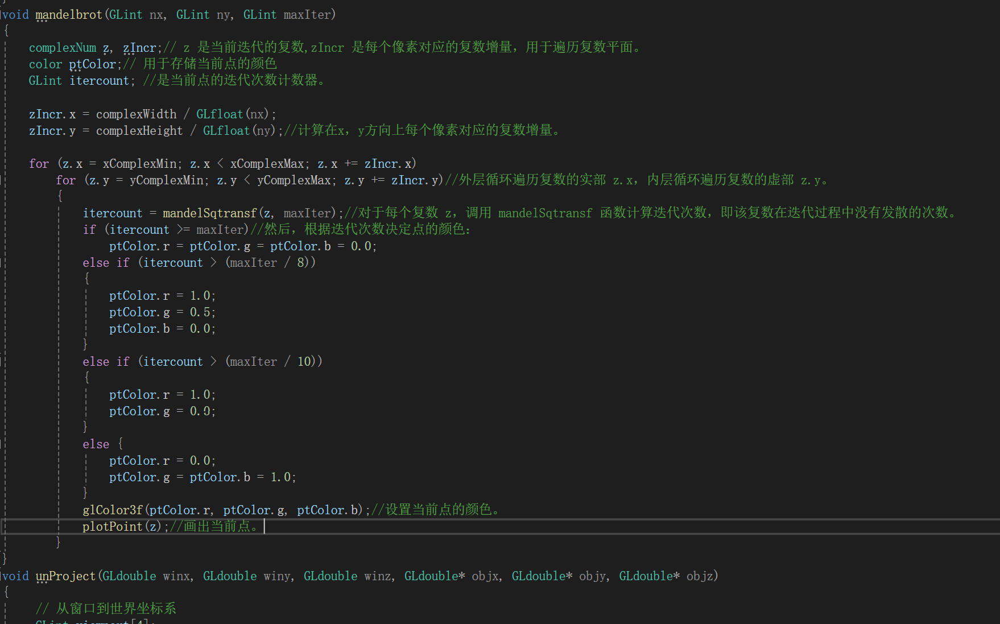 void mandelbrot(GLint nx, GLint ny, GLint maxIter)
{
complexNum z, zIncr;// z 是当前迭代的复数,zIncr 是每个像素对应的复数增量，用于遍历复数平面。
color ptColor;// 用于存储当前点的颜色
GLint itercount; //是当前点的迭代次数计数器。
zIncr.x = complexWidth / GLfloat(nx);
zIncr.y = complexHeight / GLfloat(ny);//计算在x，y方向上每个像素对应的复数增量。
for (z.x = xComplexMin; z.x < xComplexMax; z.x += zIncr.x)
for (z.y = yComplexMin; z.y < yComplexMax; z.y += zIncr.y)//外层循环遍历复数的实部 z.x，内层循环遍历复数的虚部 z.y。
{
itercount = mandelSqtransf(z, maxIter);//对于每个复数 z，调用 mandelSqtransf 函数计算迭代次数，即该复数在迭代过程中没有发散的次数。
if (itercount >= maxIter)//然后，根据迭代次数决定点的颜色：
ptColor.r = ptColor.g = ptColor.b = 0.0;
else if (itercount > (maxIter / 8))
{
ptColor.r = 1.0;
ptColor.g = 0.5;
ptColor.b = 0.0;
}
else if (itercount > (maxIter / 10))
{
ptColor.r = 1.0;
ptColor.g = 0.0;
}
else {
ptColor.r = 0.0;
ptColor.g = ptColor.b = 1.0;
}
glColor3f(ptColor.r, ptColor.g, ptColor.b);//设置当前点的颜色。
plotPoint(z);//画出当前点。
}
}
void unProject(GLdouble winx, GLdouble winy, GLdouble winz, GLdouble* objx, GLdouble* objy, GLdouble* objz)
{
// 从窗口到世界坐标系
GLint viewport[4];